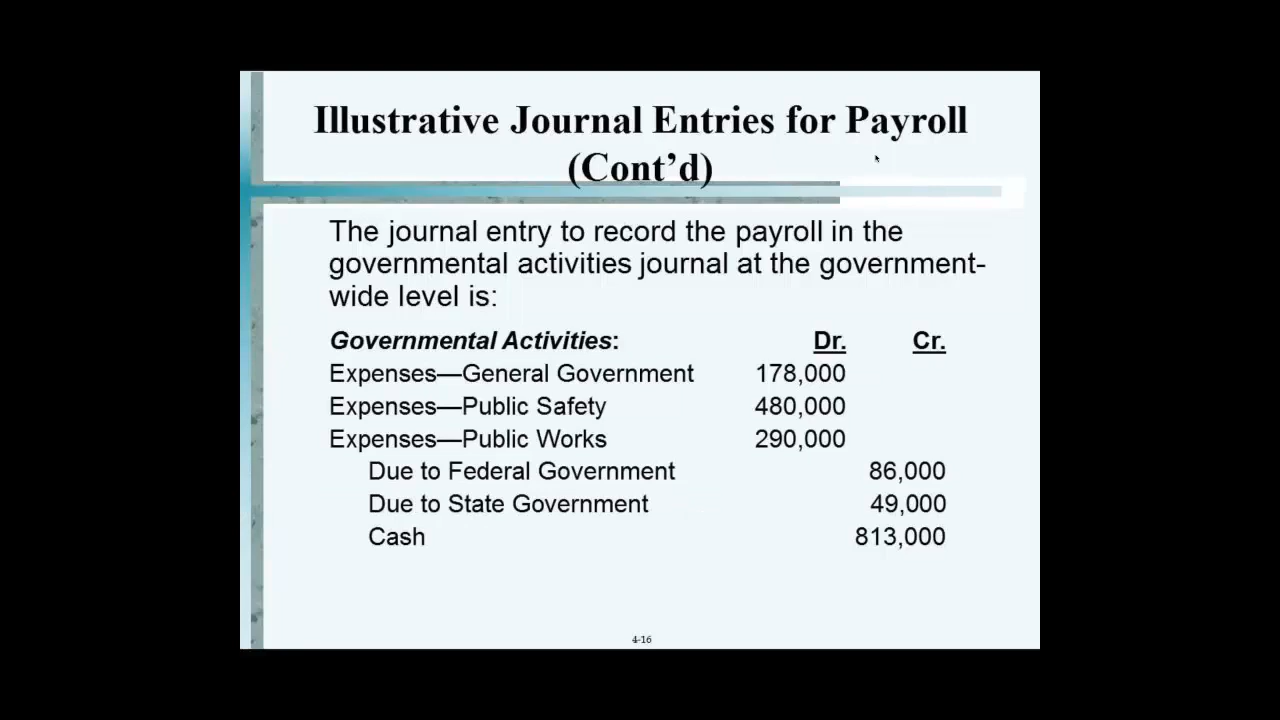 Illustrative Journal Entries for Payroll
(Cont’d)
The journal entry to record the payroll in the
governmental activities journal at the government-
wide level is:
Governmental Activities: Dr. Cr.
Expenses—General Government 178,000
Expenses—Public Safety 480,000
Expenses—Public Works 290,000
Due to Federal Government 86,000
Due to State Government 49,000
Cash 813,000
4-16